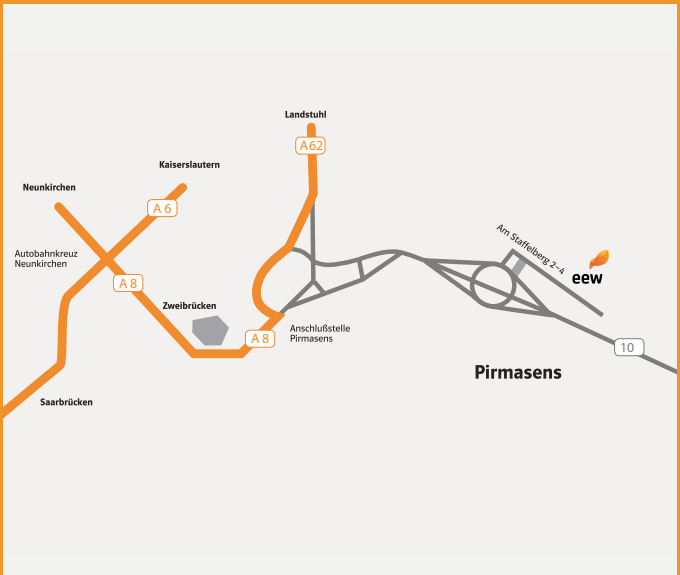 Landstuhl
A 62
Kaiserslautern
Neunkirchen
A 6
Am Staffelberg 2–4
Autobahnkreuz
Neunkirchen
A 8
eew
Zweibrücken
Anschlußstelle
Pirmasens
A 8
10
Pirmasens
Saarbrücken